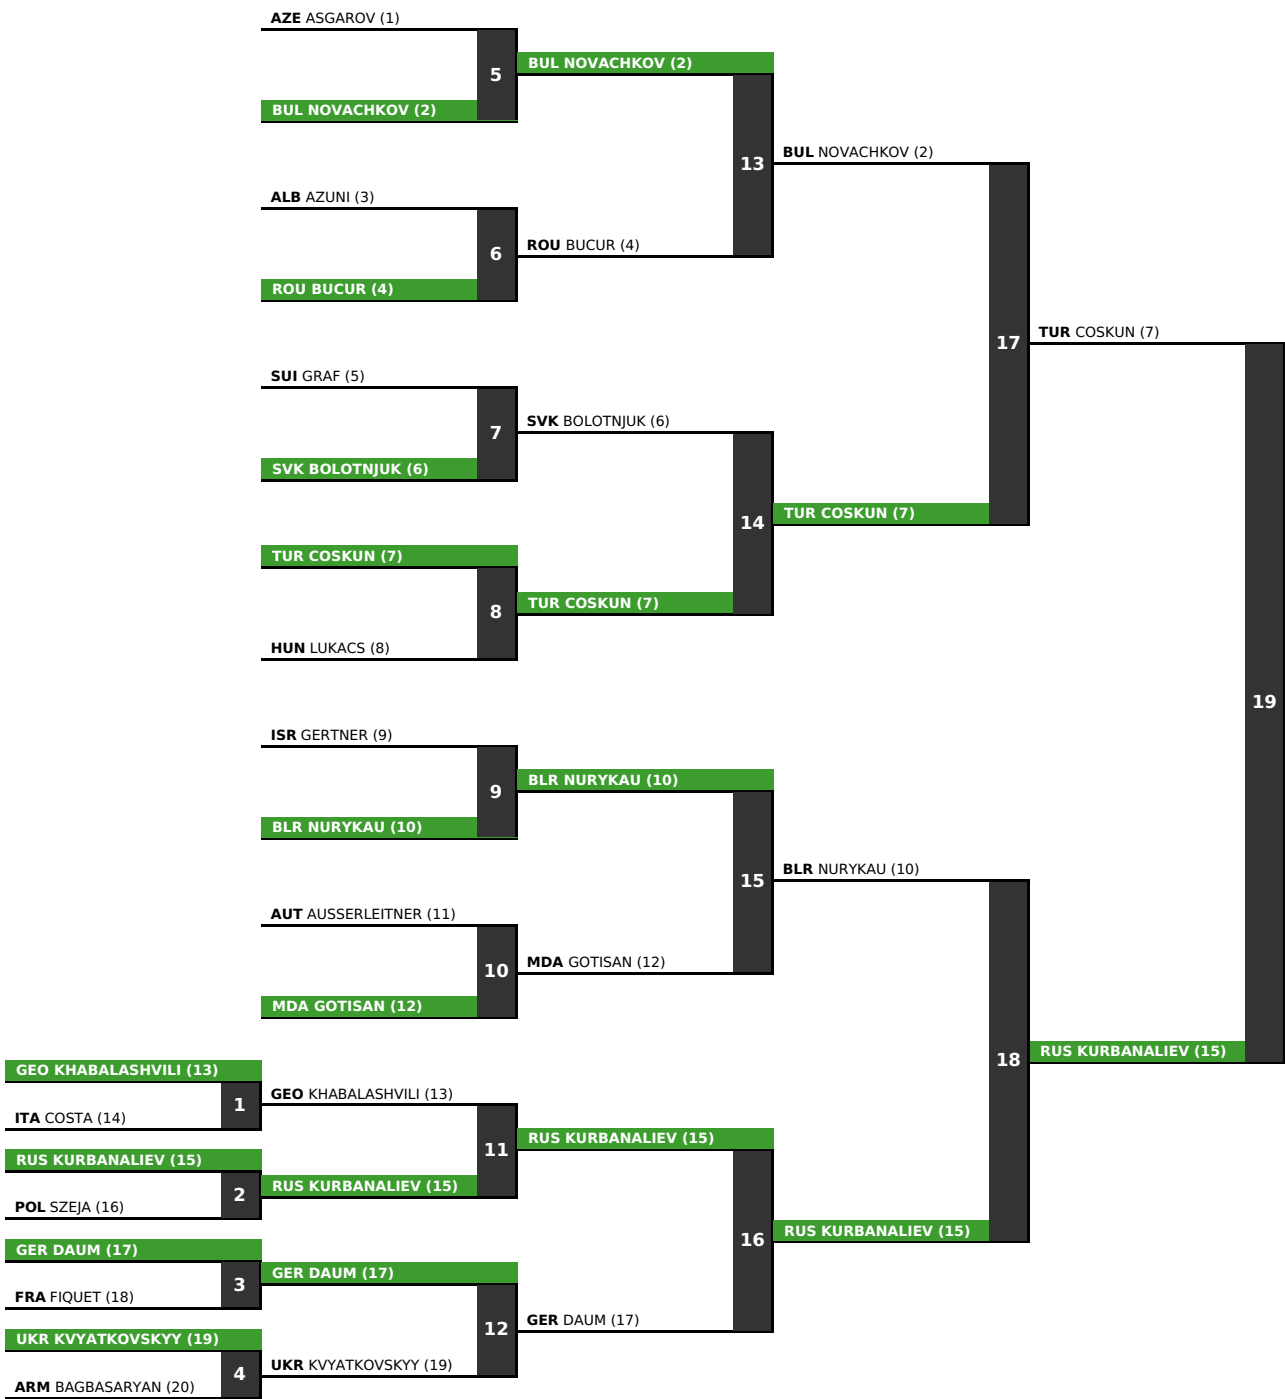 AZE ASGAROV (1)
5
BUL NOVACHKOV (2)
BUL NOVACHKOV (2)
13
BUL NOVACHKOV (2)
ALB AZUNI (3)
6
ROU BUCUR (4)
ROU BUCUR (4)
17
TUR COSKUN (7)
SUI GRAF (5)
7
SVK BOLOTNJUK (6)
SVK BOLOTNJUK (6)
14
TUR COSKUN (7)
TUR COSKUN (7)
8
TUR COSKUN (7)
HUN LUKACS (8)
19
ISR GERTNER (9)
9
BLR NURYKAU (10)
BLR NURYKAU (10)
15
BLR NURYKAU (10)
AUT AUSSERLEITNER (11)
10
MDA GOTISAN (12)
MDA GOTISAN (12)
18
RUS KURBANALIEV (15)
GEO KHABALASHVILI (13)
1
GEO KHABALASHVILI (13)
ITA COSTA (14)
11
RUS KURBANALIEV (15)
RUS KURBANALIEV (15)
2
RUS KURBANALIEV (15)
POL SZEJA (16)
16
RUS KURBANALIEV (15)
GER DAUM (17)
3
GER DAUM (17)
FRA FIQUET (18)
12
GER DAUM (17)
UKR KVYATKOVSKYY (19)
4
UKR KVYATKOVSKYY (19)
ARM BAGBASARYAN (20)